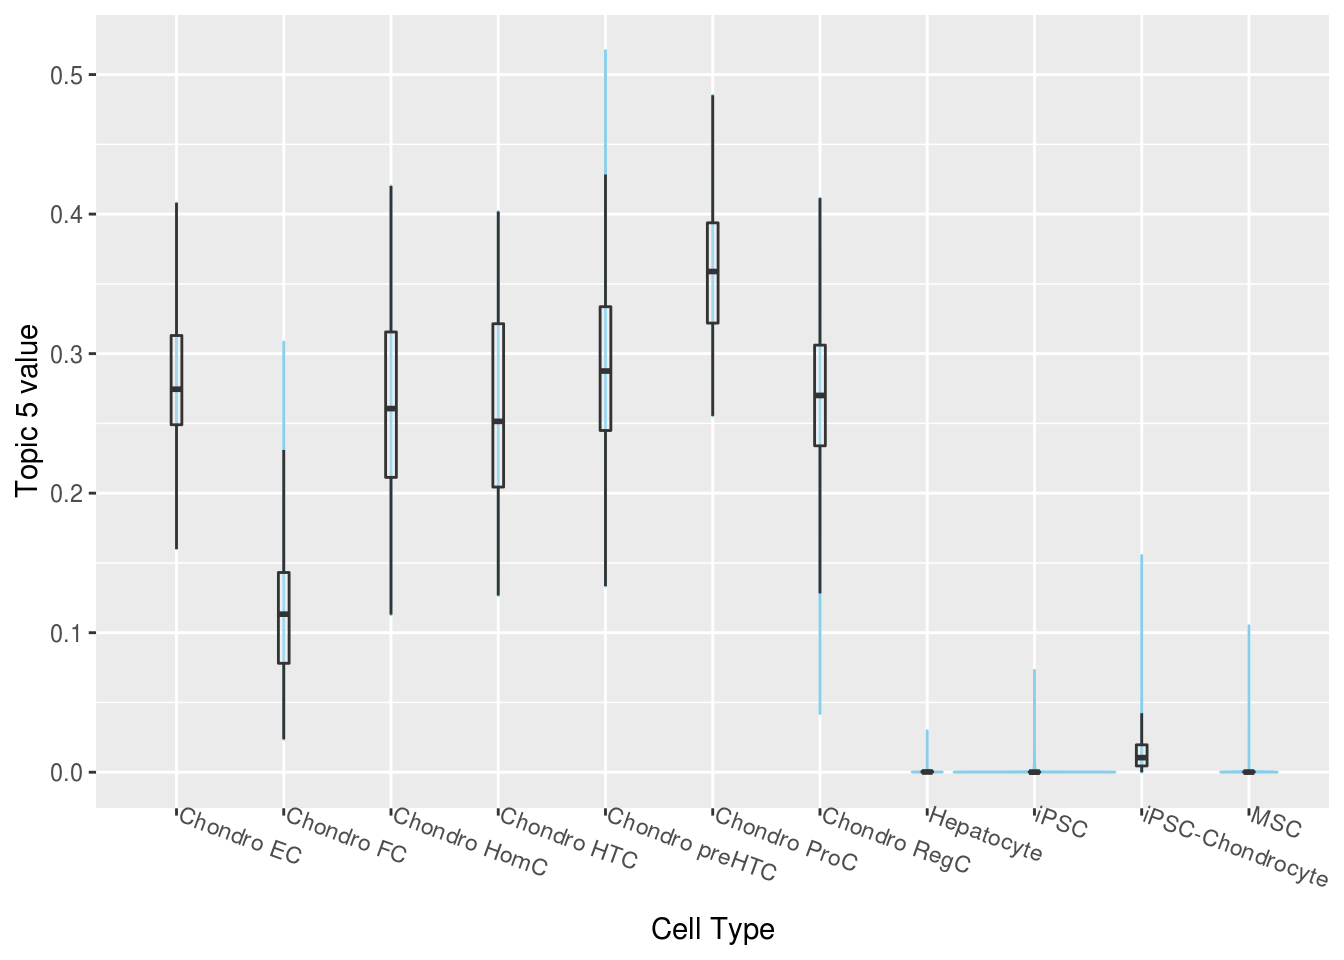 0.5
0.4
0.3
0.2
0.1
0.0
Topic 5 value
Chondro EC
Chondro FC
Chondro HomC
Chondro HTC
Chondro preHTC
Chondro ProC
Chondro RegC
Hepatocyte
iPSC
iPSC-Chondrocyte
MSC
Cell Type